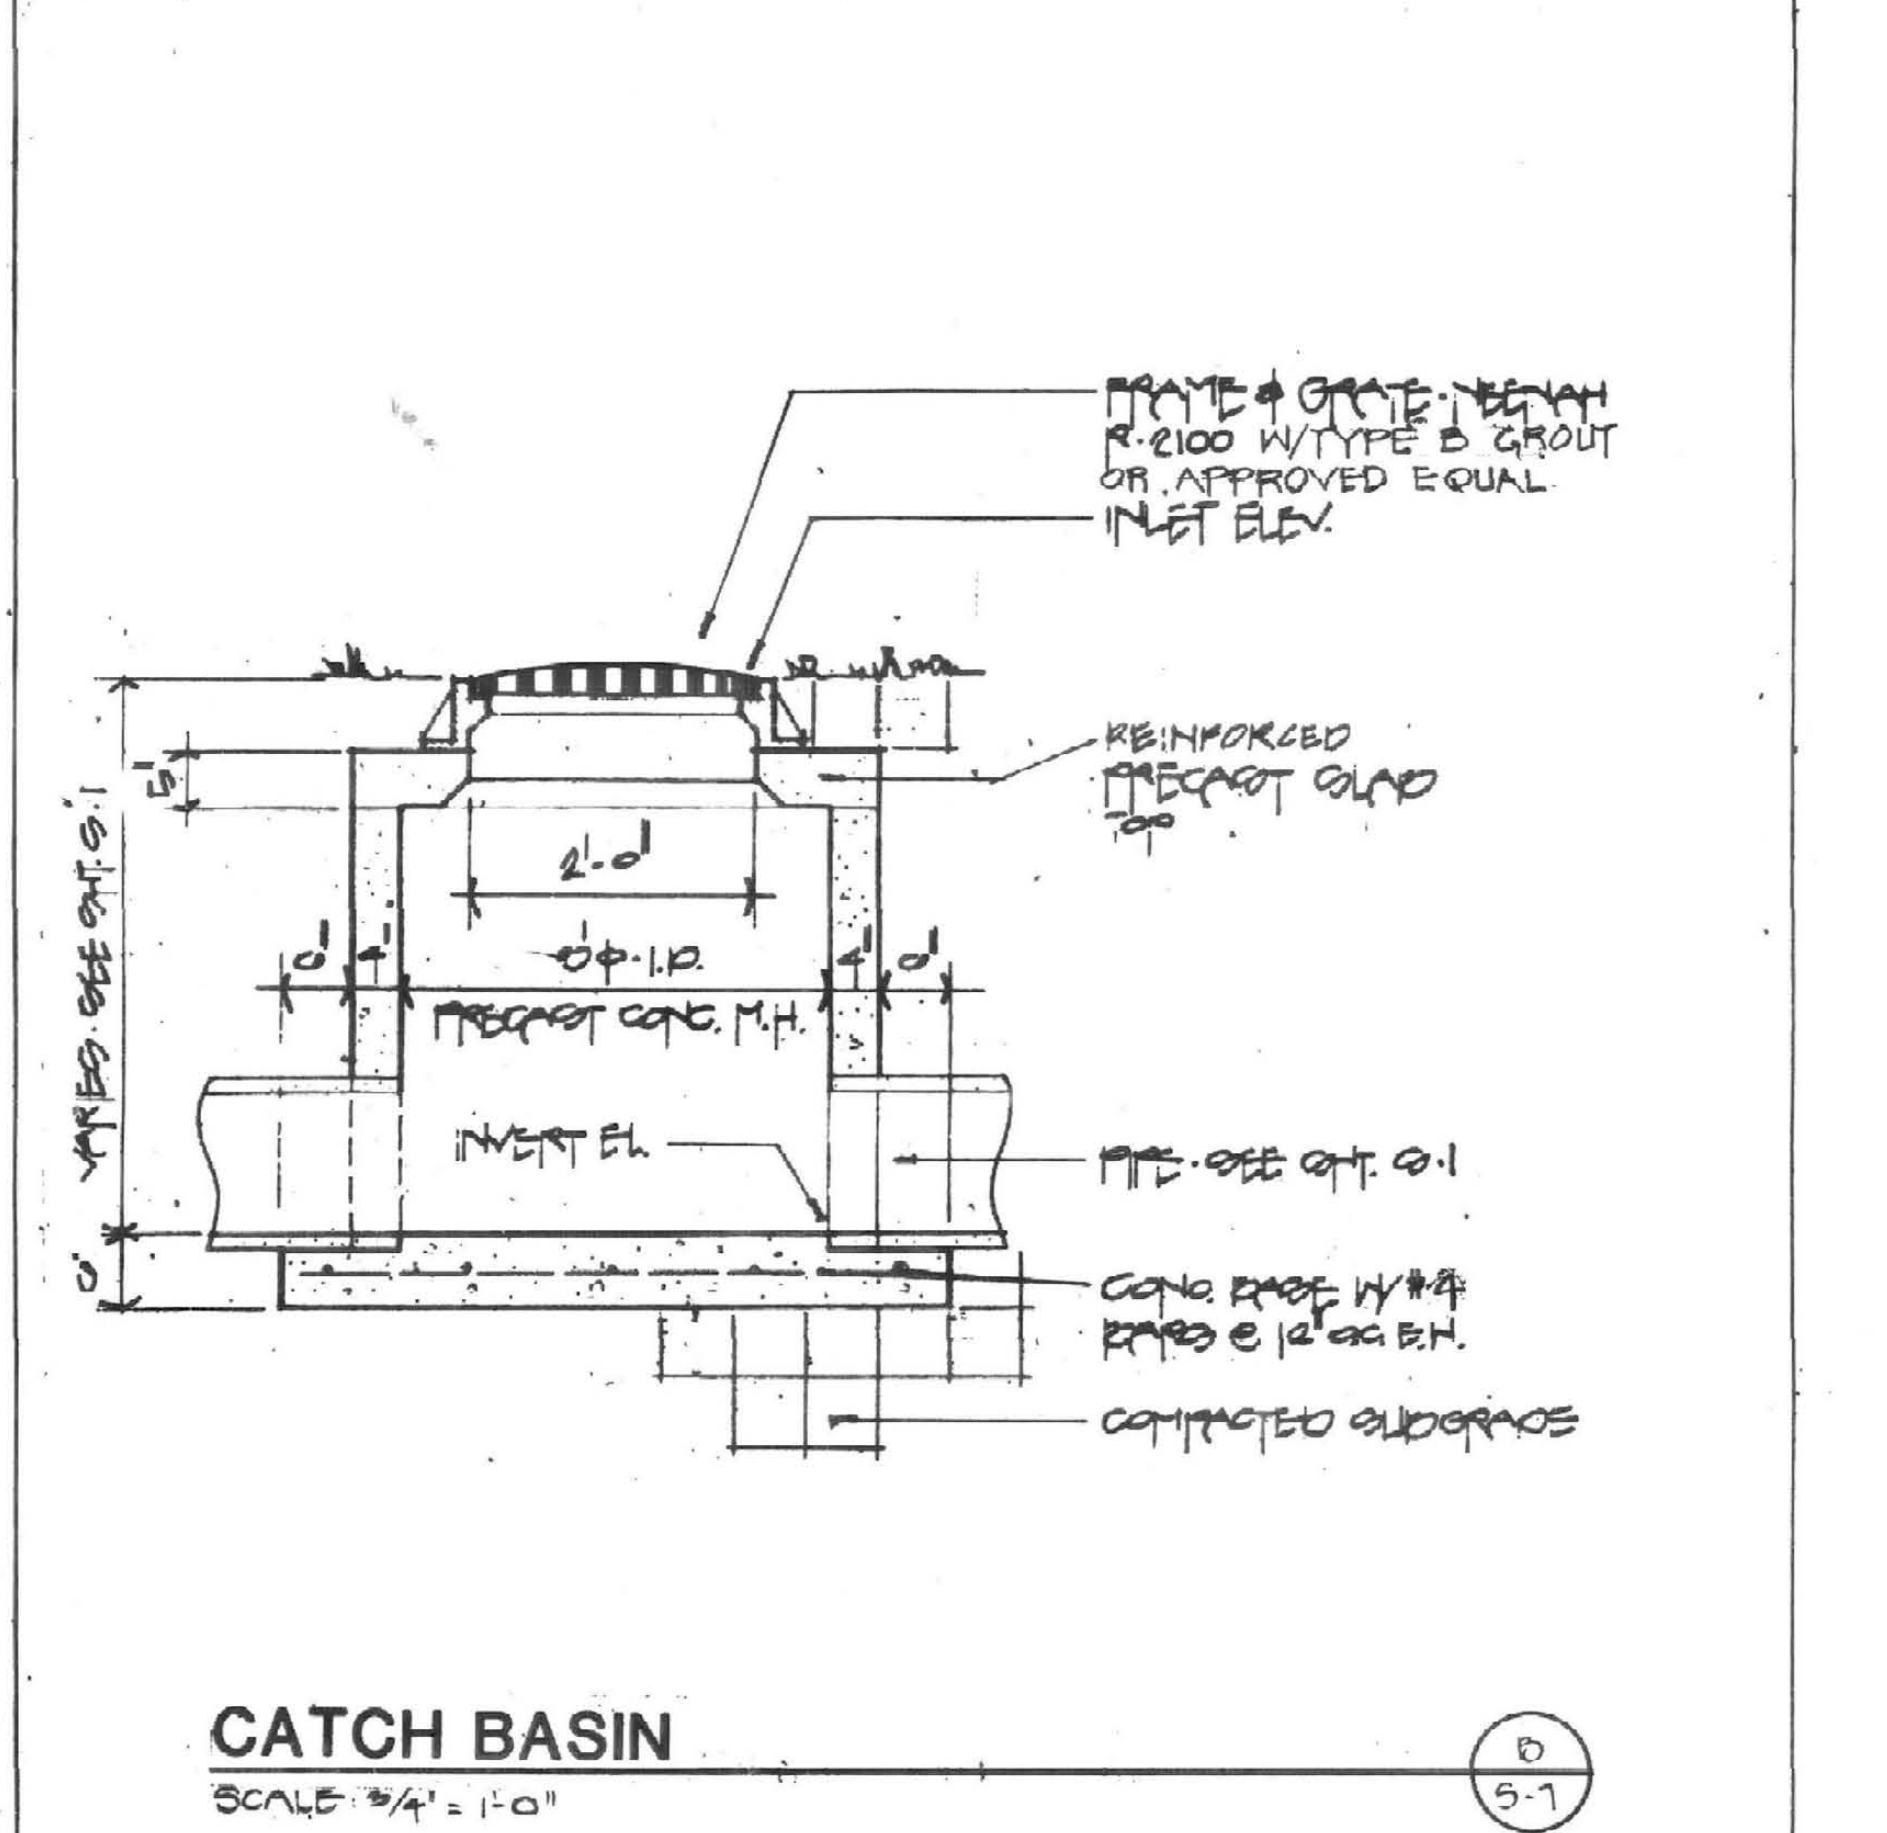 FRAME & GRATE·NEENAH
R·2100 W/TYPE B GROUT
OR APPROVED EQUAL
INLET ELEV.
REINFORCED
PRECAST SLAB
TOP
5"
VARIES·SEE SHT. S·1
2'-0"
4" Φ·I.D. 4"
PRECAST CONC. M.H.
INVERT EL.
PIPE·SEE SHT. S·1
CONC. BASE W/ #4
BARS @ 12" OC E.W.
COMPACTED SUBGRADE
CATCH BASIN
SCALE: 3/4" = 1'-0"
B